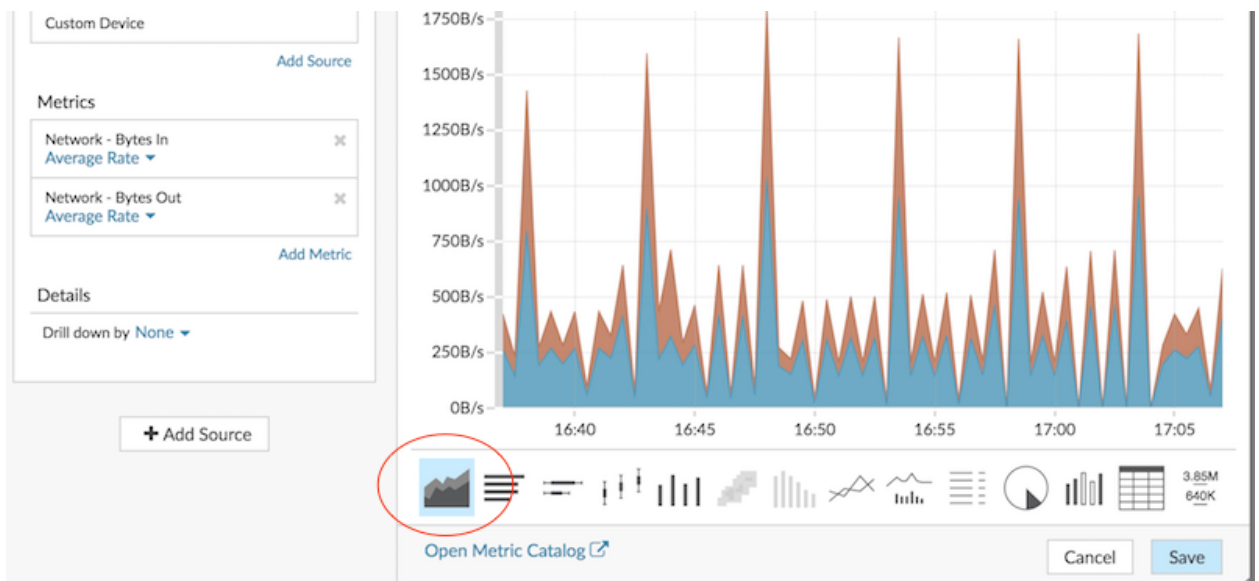 Custom Device
Add Source
Metrics
Network - Bytes In
Average Rate
Network - Bytes Out
Average Rate
Add Metric
Details
Drill down by None
+ Add Source
1750B/s
1500B/s
1250B/s
1000B/s
750B/s
500B/s
250B/s
0B/s
16:40 16:45 16:50 16:55 17:00 17:05
3.85M
640K
Open Metric Catalog
Cancel Save